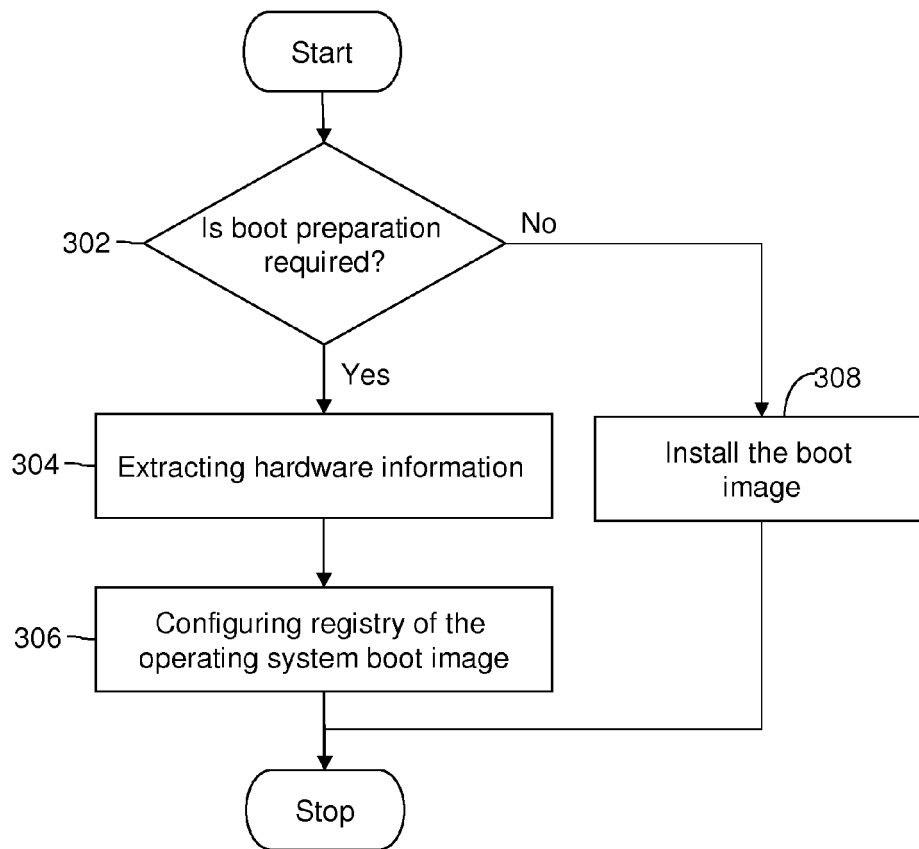 Start
302
Is boot preparation
required?
No
Yes
308
304
Extracting hardware information
Install the boot
image
306
Configuring registry of the
operating system boot image
Stop